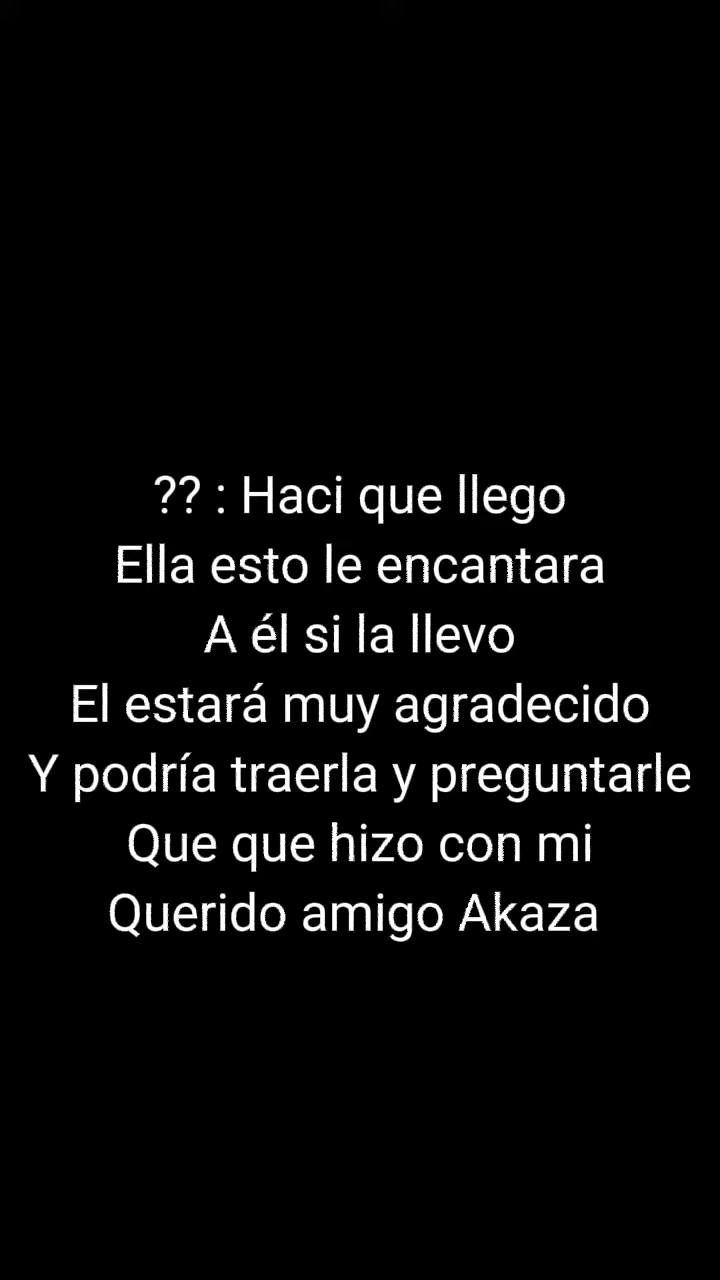 ?? : Haci que llego
Ella esto le encantara
A él si la llevo
El estará muy agradecido
Y podría traerla y preguntarle
Que que hizo con mi
Querido amigo Akaza